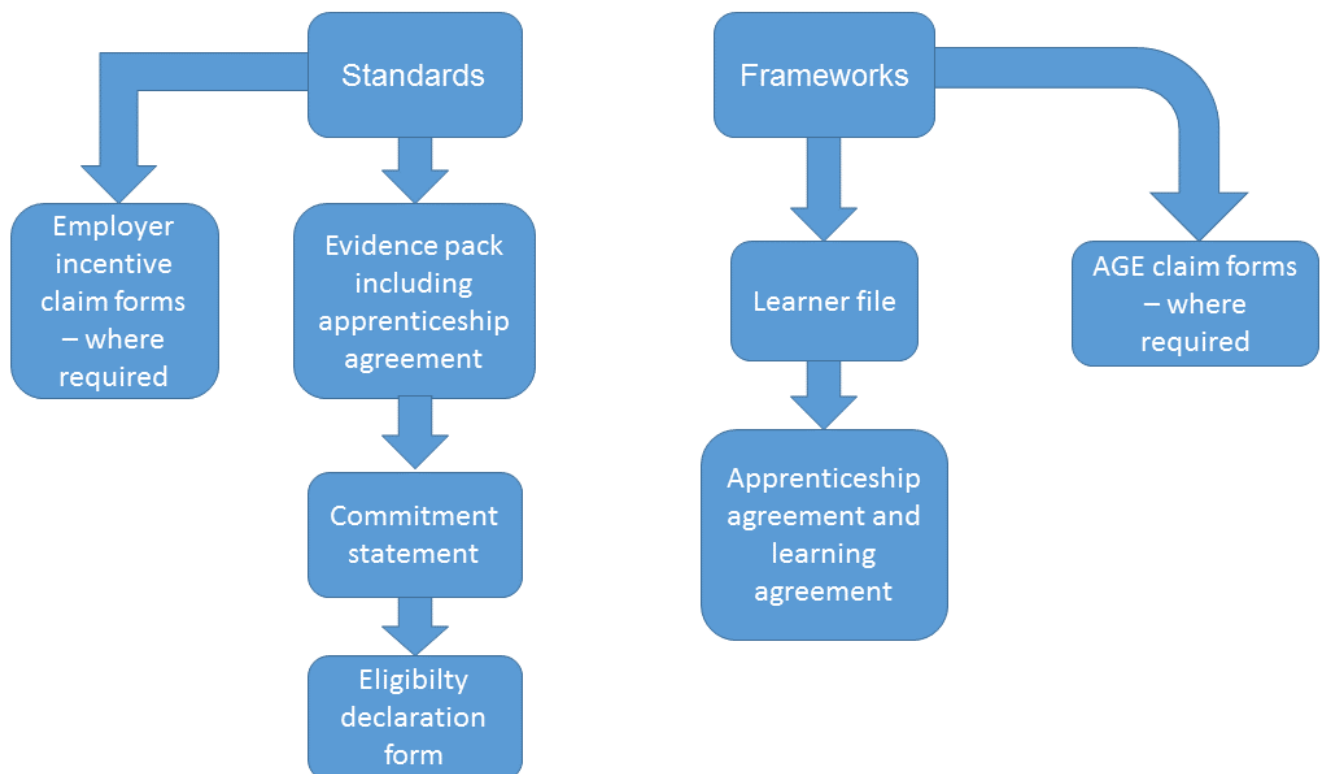 Standards
Employer
incentive
claim forms
– where
required
Evidence pack
including
apprenticeship
agreement
Commitment
statement
Eligibilty
declaration
form
Frameworks
Learner file
Apprenticeship
agreement and
learning
agreement
AGE claim forms
– where
required